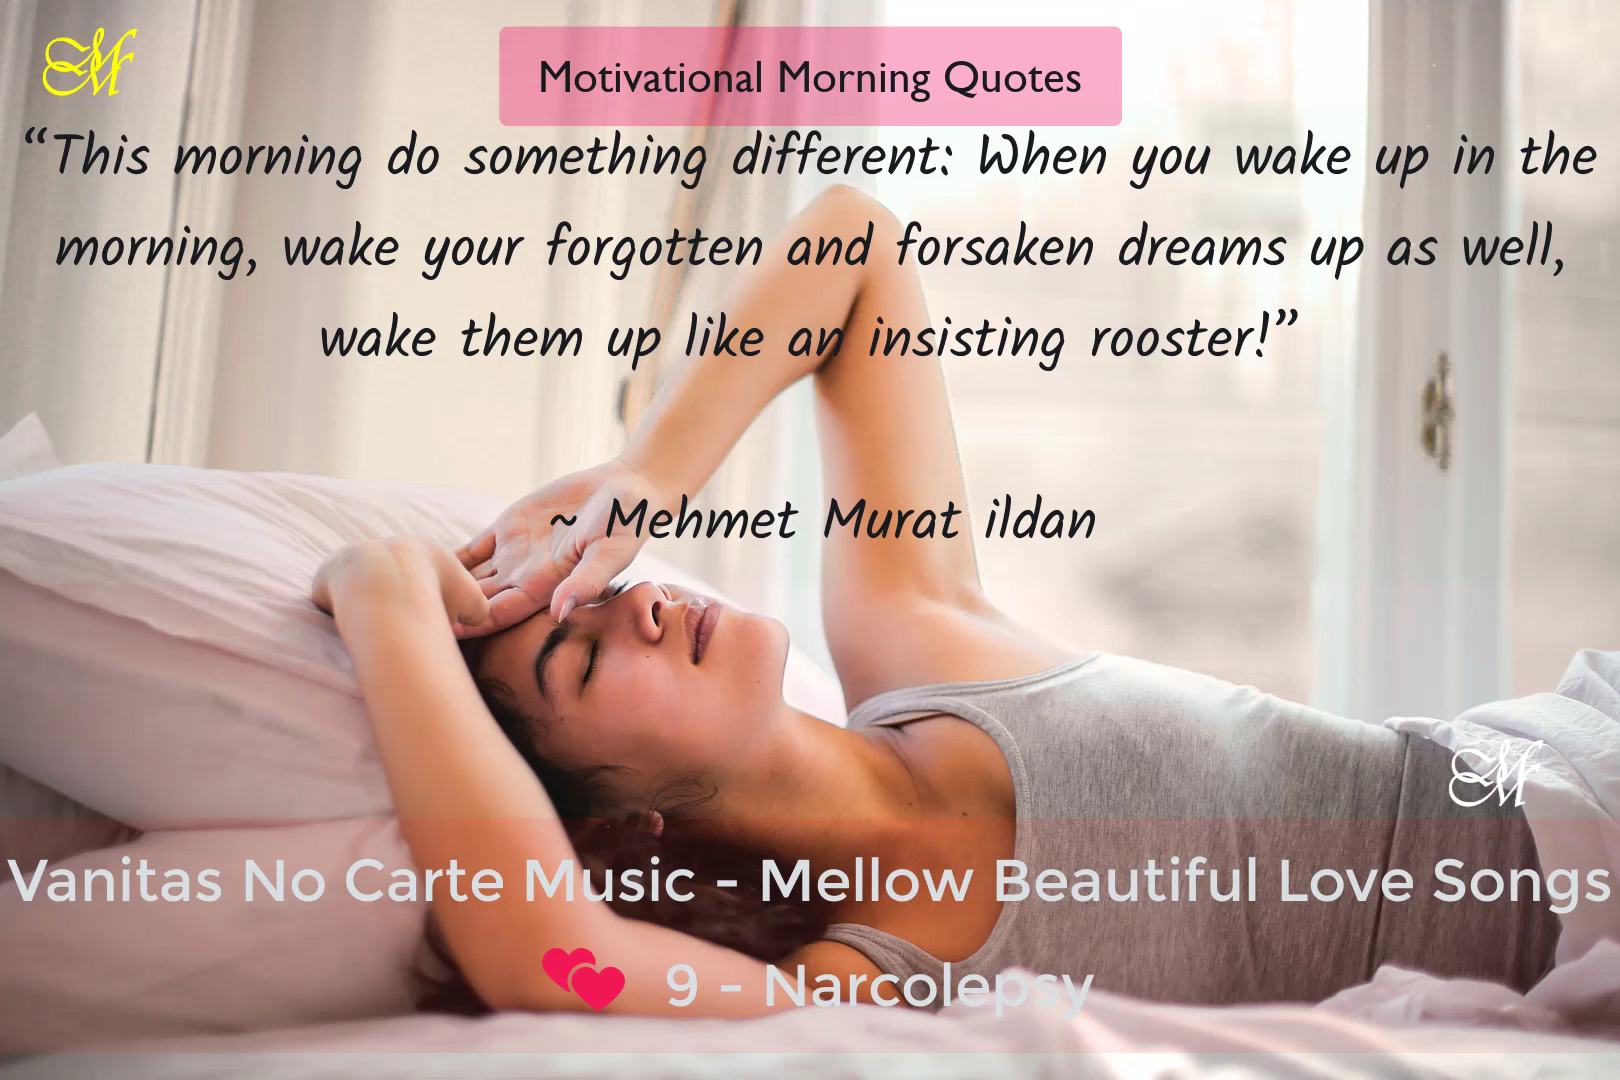 Motivational Morning Quotes
“This morning do something different: When you wake up in the
morning, wake your forgotten and forsaken dreams up as well,
wake them up like an insisting rooster!”
~ Mehmet Murat ildan
Vanitas No Carte Music - Mellow Beautiful Love Songs
9 - Narcolepsy